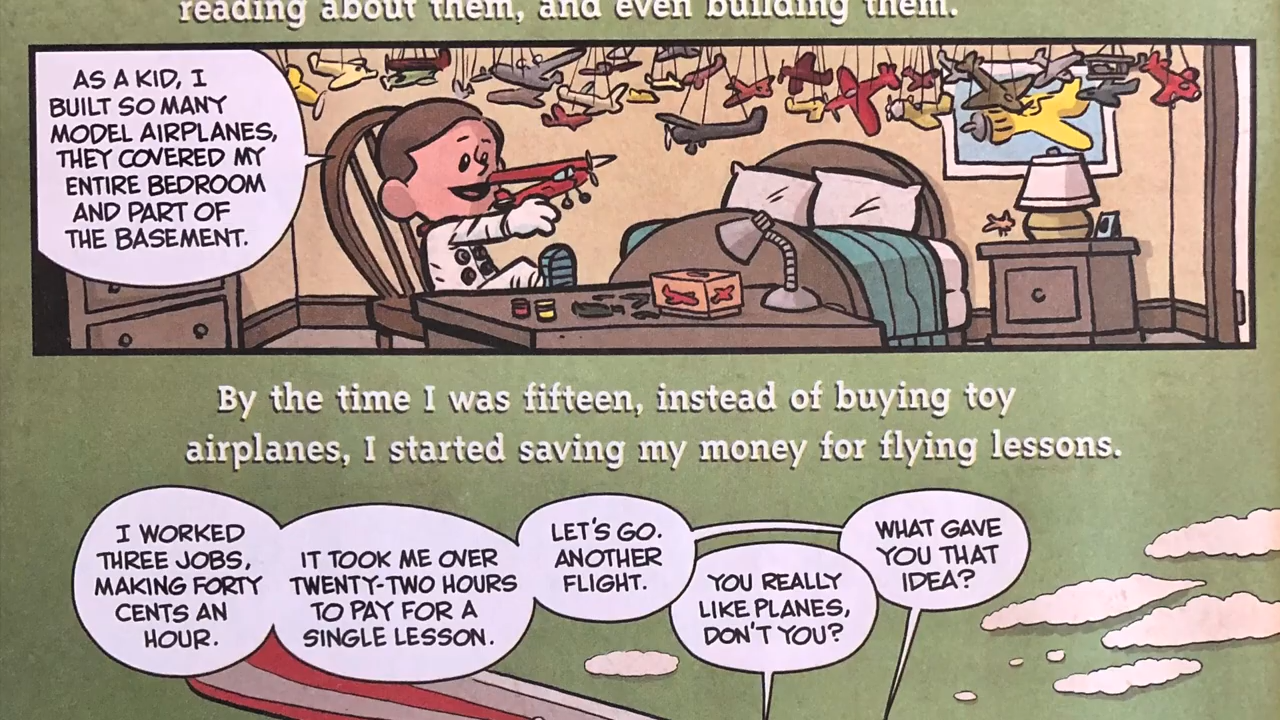 reading about them, and even building them.
AS A KID, I
BUILT SO MANY
MODEL AIRPLANES,
THEY COVERED MY
ENTIRE BEDROOM
AND PART OF
THE BASEMENT.
By the time I was fifteen, instead of buying toy
airplanes, I started saving my money for flying lessons.
I WORKED
THREE JOBS,
MAKING FORTY
CENTS AN
HOUR.
IT TOOK ME OVER
TWENTY-TWO HOURS
TO PAY FOR A
SINGLE LESSON.
LET'S GO.
ANOTHER
FLIGHT.
YOU REALLY
LIKE PLANES,
DON'T YOU?
WHAT GAVE
YOU THAT
IDEA?